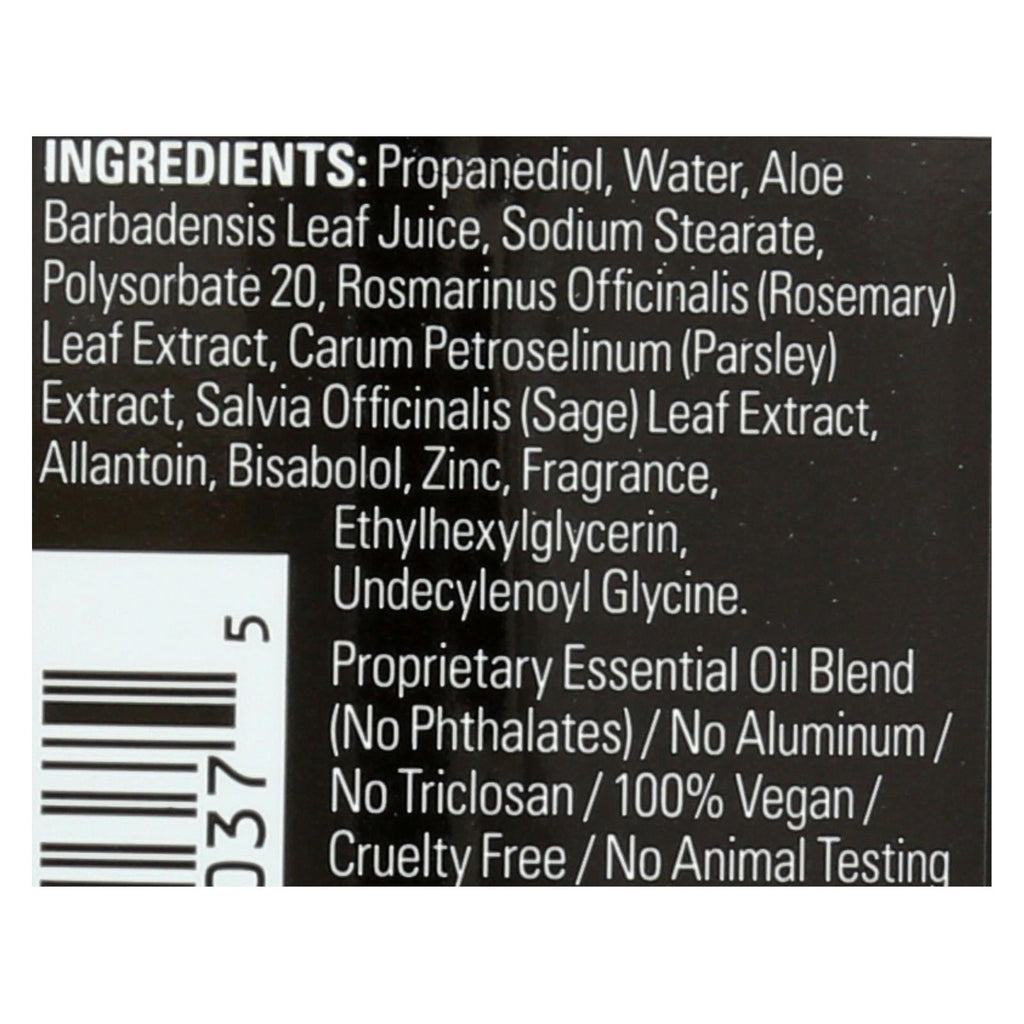 INGREDIENTS: Propanediol, Water, Aloe
Barbadensis Leaf Juice, Sodium Stearate,
Polysorbate 20, Rosmarinus Officinalis (Rosemary)
Leaf Extract, Carum Petroselinum (Parsley)
Extract, Salvia Officinalis (Sage) Leaf Extract,
Allantoin, Bisabolol, Zinc, Fragrance,
Ethylhexylglycerin,
Undecylenoyl Glycine.
Proprietary Essential Oil Blend
(No Phthalates) / No Aluminum /
No Triclosan / 100% Vegan /
Cruelty Free / No Animal Testing
5
037